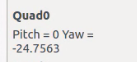 Quad0
Pitch = 0 Yaw =
-24.7563